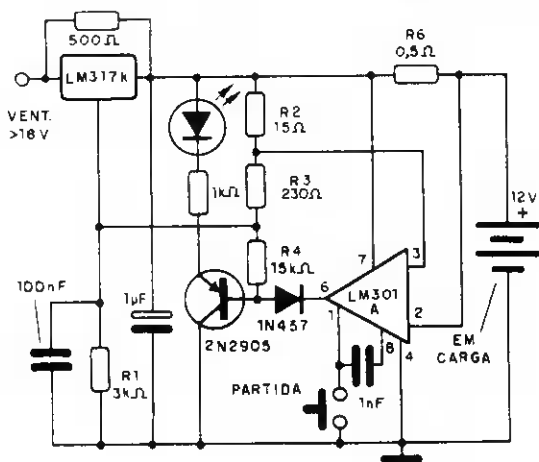 500Ω
LM317k
VENT.
>18V
R6
0,5Ω
R2
15Ω
R3
230Ω
1kΩ
R4
15kΩ
12V
+
7
3
6
LM301
A
1
8
2
4
1N457
2N2905
100nF
1µF
R1
3kΩ
PARTIDA
1nF
EM
CARGA